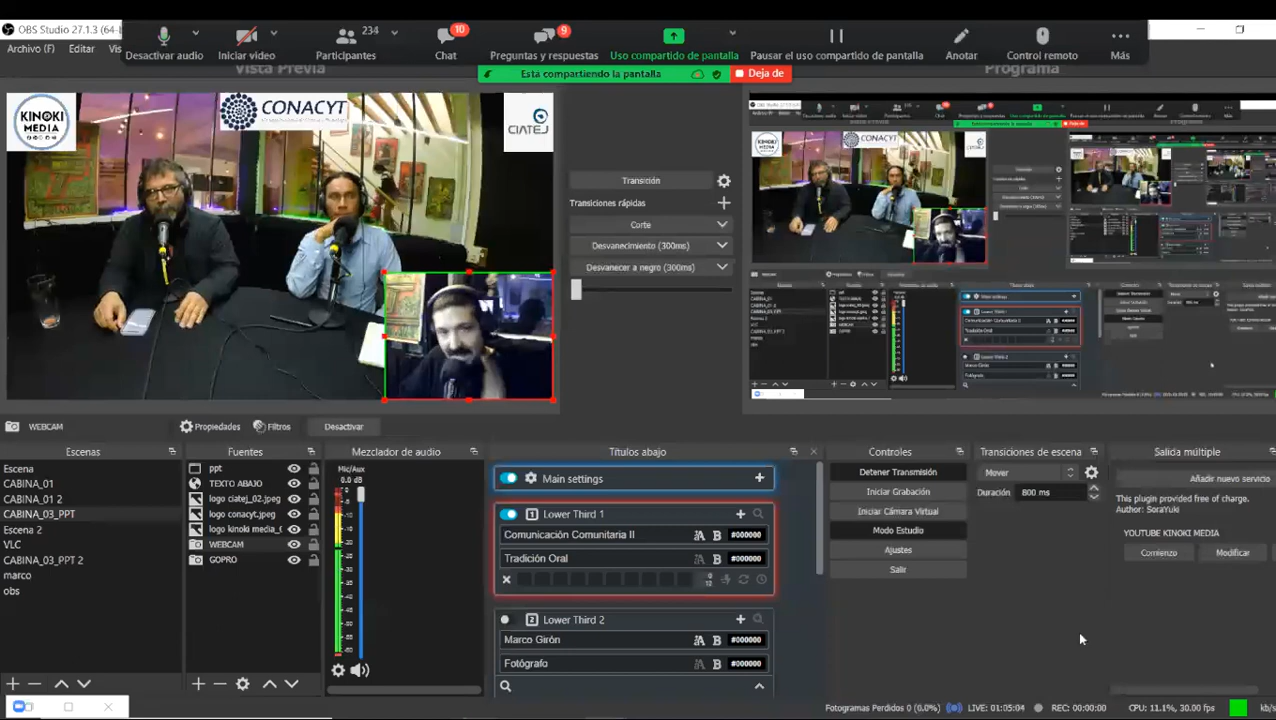 OBS Studio 27.1.3 (64-b
Archivo (F) Editar Vis
Desactivar audio
Iniciar video
234
Participantes
10
Chat
9
Preguntas y respuestas
Uso compartido de pantalla
Pausar el uso compartido de pantalla
Anotar
Control remoto
Más
Está compartiendo la pantalla
Deja de
Vista Previa
Programa
KINOKI
MEDIA
CONACYT
CIATEJ
Transición
Transiciones rápidas
Corte
Desvanecimiento (300ms)
Desvanecer a negro (300ms)
WEBCAM
Propiedades
Filtros
Desactivar
Escenas
Escena
CABINA_01
CABINA_01 2
CABINA_03_PPT
Escena 2
VLC
CABINA_03_PPT 2
marco
obs
Fuentes
ppt
TEXTO ABAJO
logo ciatej_02.jpeg
logo conacyt.jpeg
logo kinoki media_
WEBCAM
GOPRO
Mezclador de audio
Mic/Aux
0.0 dB
Títulos abajo
Main settings
1 Lower Third 1
Comunicación Comunitaria II
B #000000
Tradición Oral
B #000000
0
12
2 Lower Third 2
Marco Girón
B #000000
Fotógrafo
B #000000
Controles
Detener Transmisión
Iniciar Grabación
Iniciar Cámara Virtual
Modo Estudio
Ajustes
Salir
Transiciones de escena
Mover
Duración 800 ms
Salida múltiple
Añadir nuevo servicio
This plugin provided free of charge.
Author: SoraYuki
YOUTUBE KINOKI MEDIA
Comienzo
Modificar
Fotogramas Perdidos 0 (0.0%)
LIVE: 01:05:04
REC: 00:00:00
CPU: 11.1%, 30.00 fps
kb/s